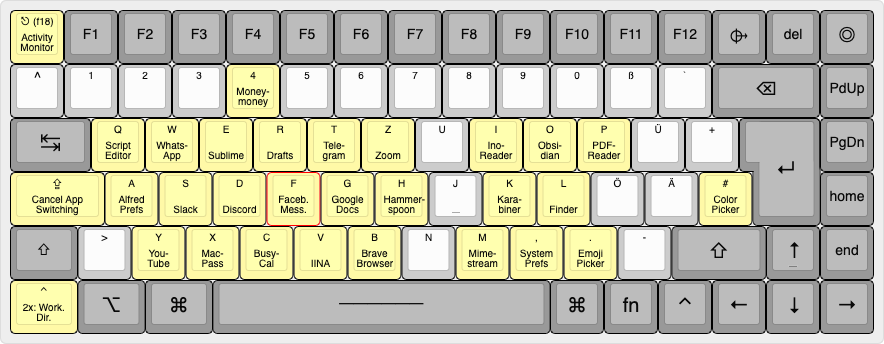 ⎋ (f18)
Activity
Monitor
F1
F2
F3
F4
F5
F6
F7
F8
F9
F10
F11
F12
del
^
1
2
3
4
Money-
money
5
6
7
8
9
0
ß
`
⌫
PdUp
Q
Script
Editor
W
Whats-
App
E
Sublime
R
Drafts
T
Tele-
gram
Z
Zoom
U
I
Ino-
Reader
O
Obsi-
dian
P
PDF-
Reader
Ü
+
PgDn
⇪
Cancel App
Switching
A
Alfred
Prefs
S
Slack
D
Discord
F
Faceb.
Mess.
G
Google
Docs
H
Hammer-
spoon
J
_
K
Kara-
biner
L
Finder
Ö
Ä
#
Color
Picker
↵
home
⇧
>
Y
You-
Tube
X
Mac-
Pass
C
Busy-
Cal
V
IINA
B
Brave
Browser
N
M
Mime-
stream
,
System
Prefs
.
Emoji
Picker
-
⇧
↑
end
^
2x: Work.
Dir.
⌥
⌘
⌘
fn
^
←
↓
→